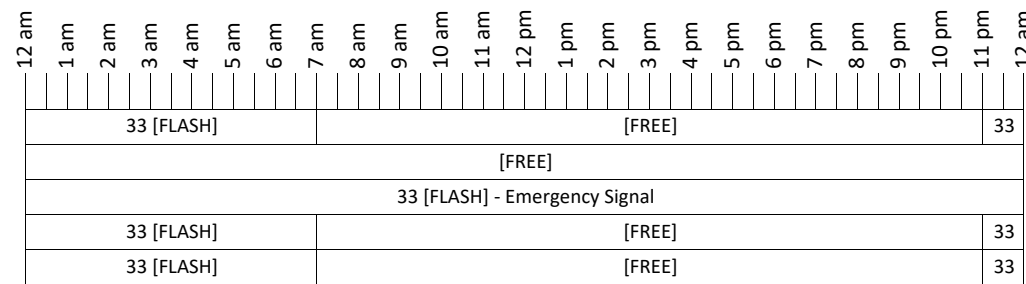 12 am 1 am 2 am 3 am 4 am 5 am 6 am 7 am 8 am 9 am 10 am 11 am 12 pm 1 pm 2 pm 3 pm 4 pm 5 pm 6 pm 7 pm 8 pm 9 pm 10 pm 11 pm 12 am
33 [FLASH] [FREE] 33
[FREE]
33 [FLASH] - Emergency Signal
33 [FLASH] [FREE] 33
33 [FLASH] [FREE] 33